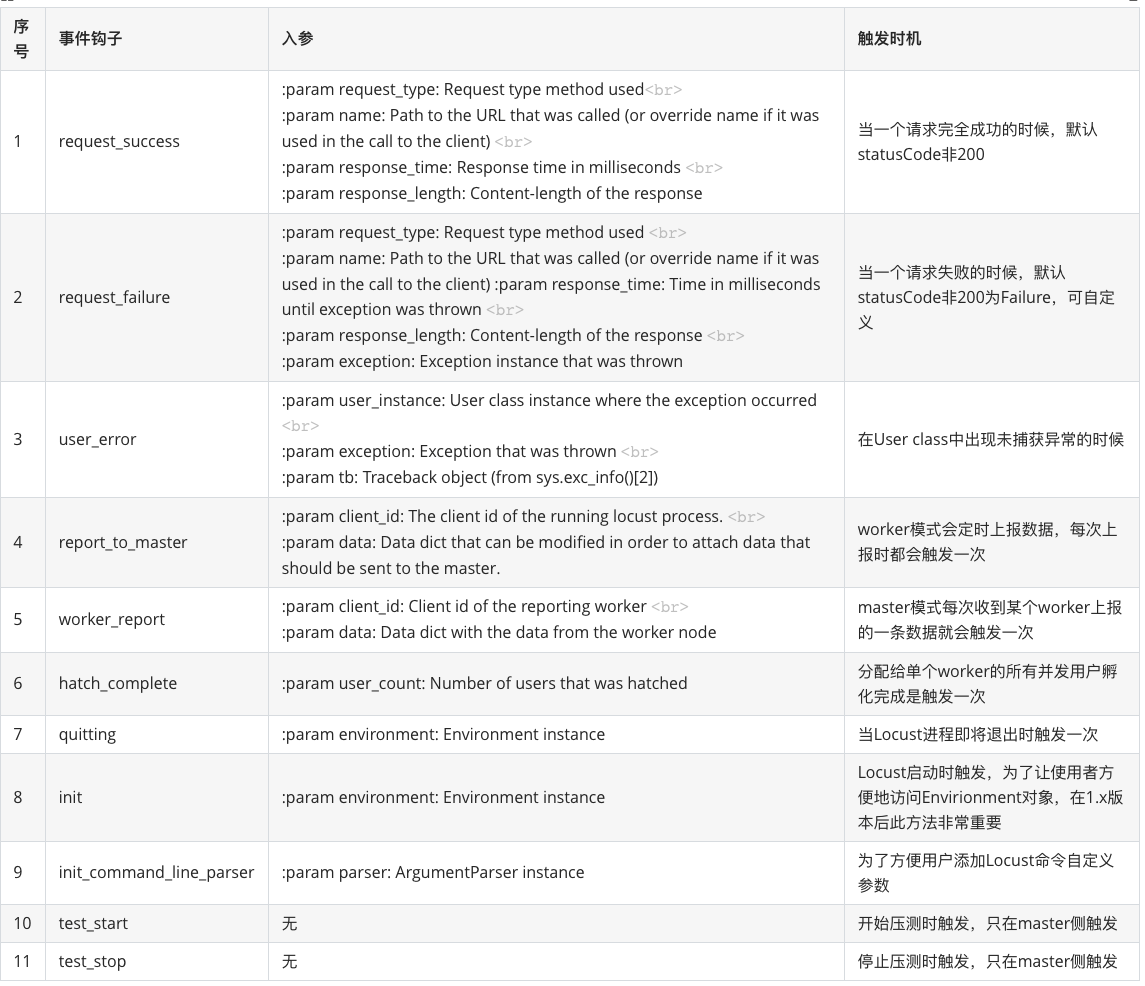 序
号
事件钩子
入参
触发时机
1
request_success
:param request_type: Request type method used<br>
:param name: Path to the URL that was called (or override name if it was
used in the call to the client) <br>
:param response_time: Response time in milliseconds <br>
:param response_length: Content-length of the response
当一个请求完全成功的时候，默认
statusCode非200
2
request_failure
:param request_type: Request type method used <br>
:param name: Path to the URL that was called (or override name if it was
used in the call to the client) :param response_time: Time in milliseconds
until exception was thrown <br>
:param response_length: Content-length of the response <br>
:param exception: Exception instance that was thrown
当一个请求失败的时候，默认
statusCode非200为Failure，可自定
义
3
user_error
:param user_instance: User class instance where the exception occurred
<br>
:param exception: Exception that was thrown <br>
:param tb: Traceback object (from sys.exc_info()[2])
在User class中出现未捕获异常的时候
4
report_to_master
:param client_id: The client id of the running locust process. <br>
:param data: Data dict that can be modified in order to attach data that
should be sent to the master.
worker模式会定时上报数据，每次上
报时都会触发一次
5
worker_report
:param client_id: Client id of the reporting worker <br>
:param data: Data dict with the data from the worker node
master模式每次收到某个worker上报
的一条数据就会触发一次
6
hatch_complete
:param user_count: Number of users that was hatched
分配给单个worker的所有并发用户孵
化完成是触发一次
7
quitting
:param environment: Environment instance
当Locust进程即将退出时触发一次
8
init
:param environment: Environment instance
Locust启动时触发，为了让使用者方
便地访问Envirionment对象，在1.x版
本后此方法非常重要
9
init_command_line_parser
:param parser: ArgumentParser instance
为了方便用户添加Locust命令自定义
参数
10
test_start
无
开始压测时触发，只在master侧触发
11
test_stop
无
停止压测时触发，只在master侧触发